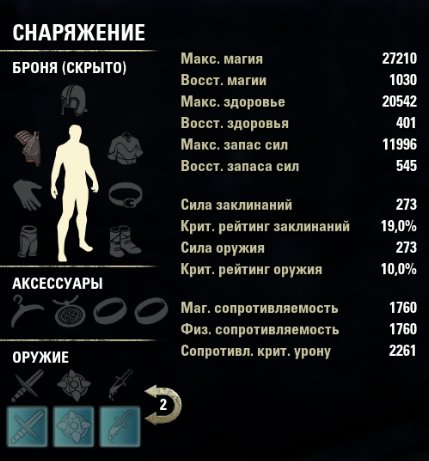 СНАРЯЖЕНИЕ
БРОНЯ (СКРЫТО)
АКСЕССУАРЫ
ОРУЖИЕ
2
Макс. магия 27210
Восст. магии 1030
Макс. здоровье 20542
Восст. здоровья 401
Макс. запас сил 11996
Восст. запаса сил 545
Сила заклинаний 273
Крит. рейтинг заклинаний 19,0%
Сила оружия 273
Крит. рейтинг оружия 10,0%
Маг. сопротивляемость 1760
Физ. сопротивляемость 1760
Сопротивл. крит. урону 2261